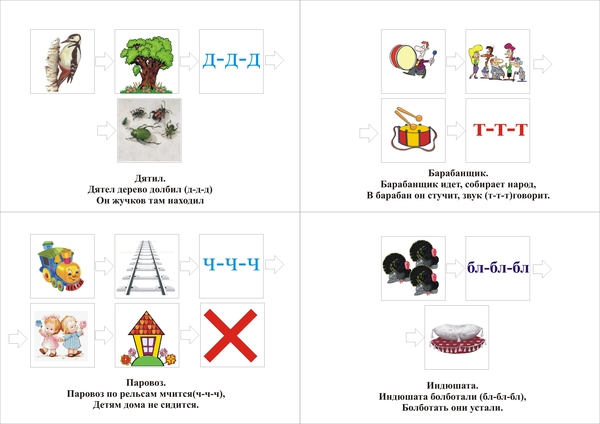 д-д-д
Дятил.
Дятел дерево долбил (д-д-д)
Он жучков там находил
т-т-т
Барабанщик.
Барабанщик идет, собирает народ,
В барабан он стучит, звук (т-т-т)говорит.
ч-ч-ч
Паровоз.
Паровоз по рельсам мчится(ч-ч-ч),
Детям дома не сидится.
бл-бл-бл
Индюшата.
Индюшата болботали (бл-бл-бл),
Болботать они устали.